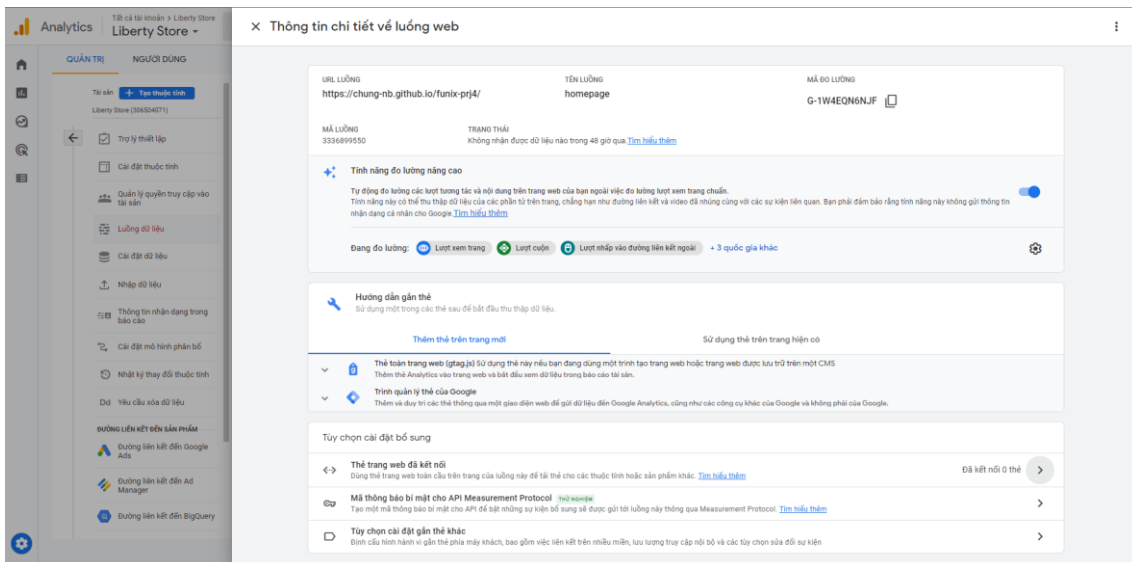 Analytics
Tất cả tài khoản > Liberty Store
Liberty Store
Thông tin chi tiết về luồng web
QUẢN TRỊ
NGƯỜI DÙNG
Tài sản
+ Tạo thuộc tính
Liberty Store (306504071)
Trợ lý thiết lập
Cài đặt thuộc tính
Quản lý quyền truy cập vào
tài sản
Luồng dữ liệu
Cài đặt dữ liệu
Nhập dữ liệu
Thông tin nhận dạng trong
báo cáo
Cài đặt mô hình phân bổ
Nhật ký thay đổi thuộc tính
Dd Yêu cầu xóa dữ liệu
ĐƯỜNG LIÊN KẾT ĐẾN SẢN PHẨM
Đường liên kết đến Google
Ads
Đường liên kết đến Ad
Manager
Đường liên kết đến BigQuery
URL LUỒNG
https://chung-nb.github.io/funix-prj4/
TÊN LUỒNG
homepage
MÃ ĐO LƯỜNG
G-1W4EQN6NJF
MÃ LUỒNG
3336899550
TRẠNG THÁI
Không nhận được dữ liệu nào trong 48 giờ qua. Tìm hiểu thêm
Tính năng đo lường nâng cao
Tự động đo lường các lượt tương tác và nội dung trên trang web của bạn ngoài việc đo lường lượt xem trang chuẩn.
Tính năng này có thể thu thập dữ liệu của các phần tử trên trang, chẳng hạn như đường liên kết và video đã nhúng cùng với các sự kiện liên quan. Bạn phải đảm bảo rằng tính năng này không gửi thông tin
nhận dạng cá nhân cho Google. Tìm hiểu thêm
Đang đo lường: Lượt xem trang Lượt cuộn Lượt nhấp vào đường liên kết ngoài + 3 quốc gia khác
Hướng dẫn gắn thẻ
Sử dụng một trong các thẻ sau để bắt đầu thu thập dữ liệu.
Thêm thẻ trên trang mới
Sử dụng thẻ trên trang hiện có
Thẻ toàn trang web (gtag.js) Sử dụng thẻ này nếu bạn đang dùng một trình tạo trang web hoặc trang web được lưu trữ trên một CMS
Thêm thẻ Analytics vào trang web và bắt đầu xem dữ liệu trong báo cáo tài sản.
Trình quản lý thẻ của Google
Thêm và duy trì các thẻ thông qua một giao diện web để gửi dữ liệu đến Google Analytics, cũng như các công cụ khác của Google và không phải của Google.
Tùy chọn cài đặt bổ sung
Thẻ trang web đã kết nối
Dùng thẻ trang web toàn cầu trên trang của luồng này để tải thẻ cho các thuộc tính hoặc sản phẩm khác. Tìm hiểu thêm
Đã kết nối 0 thẻ
Mã thông báo bí mật cho API Measurement Protocol THỬ NGHIỆM
Tạo một mã thông báo bí mật cho API để bật những sự kiện bổ sung sẽ được gửi tới luồng này thông qua Measurement Protocol. Tìm hiểu thêm
Tùy chọn cài đặt gắn thẻ khác
Định cấu hình hành vi gắn thẻ phía máy khách, bao gồm việc liên kết trên nhiều miền, lưu lượng truy cập nội bộ và các tùy chọn sửa đổi sự kiện